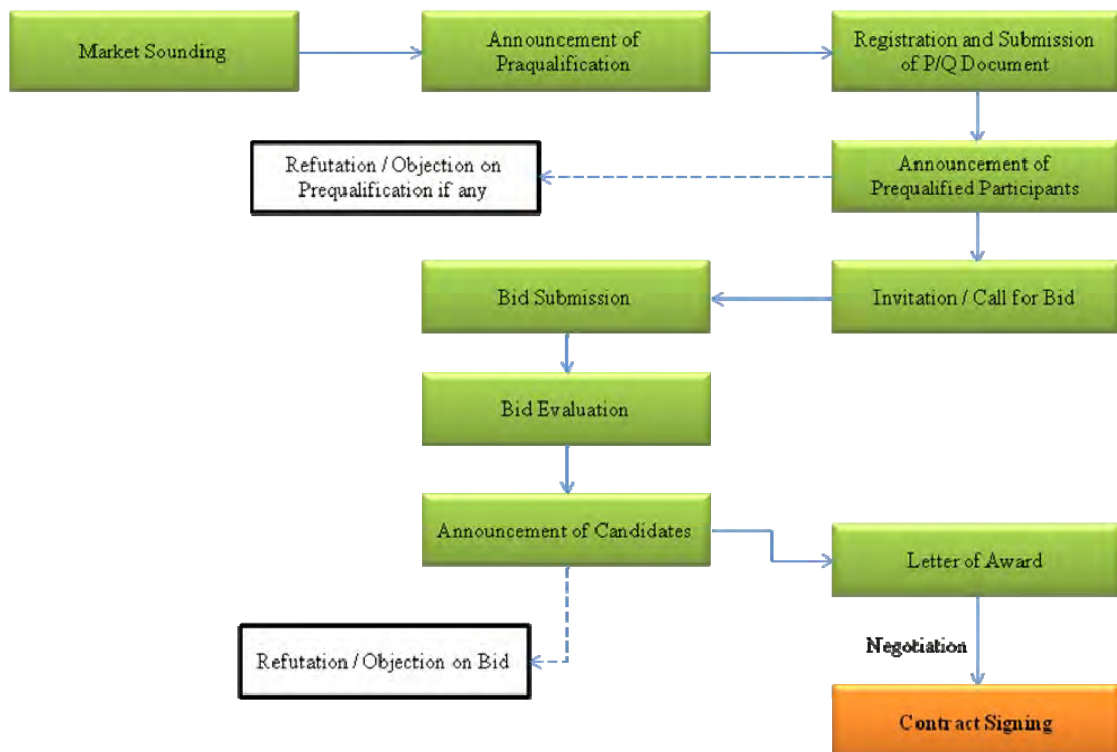 Market Sounding
Announcement of
Praqualification
Registration and Submission
of P/Q Document
Refutation / Objection on
Prequalification if any
Announcement of
Prequalified Participants
Bid Submission
Invitation / Call for Bid
Bid Evaluation
Announcement of Candidates
Letter of Award
Refutation / Objection on Bid
Negotiation
Contract Signing